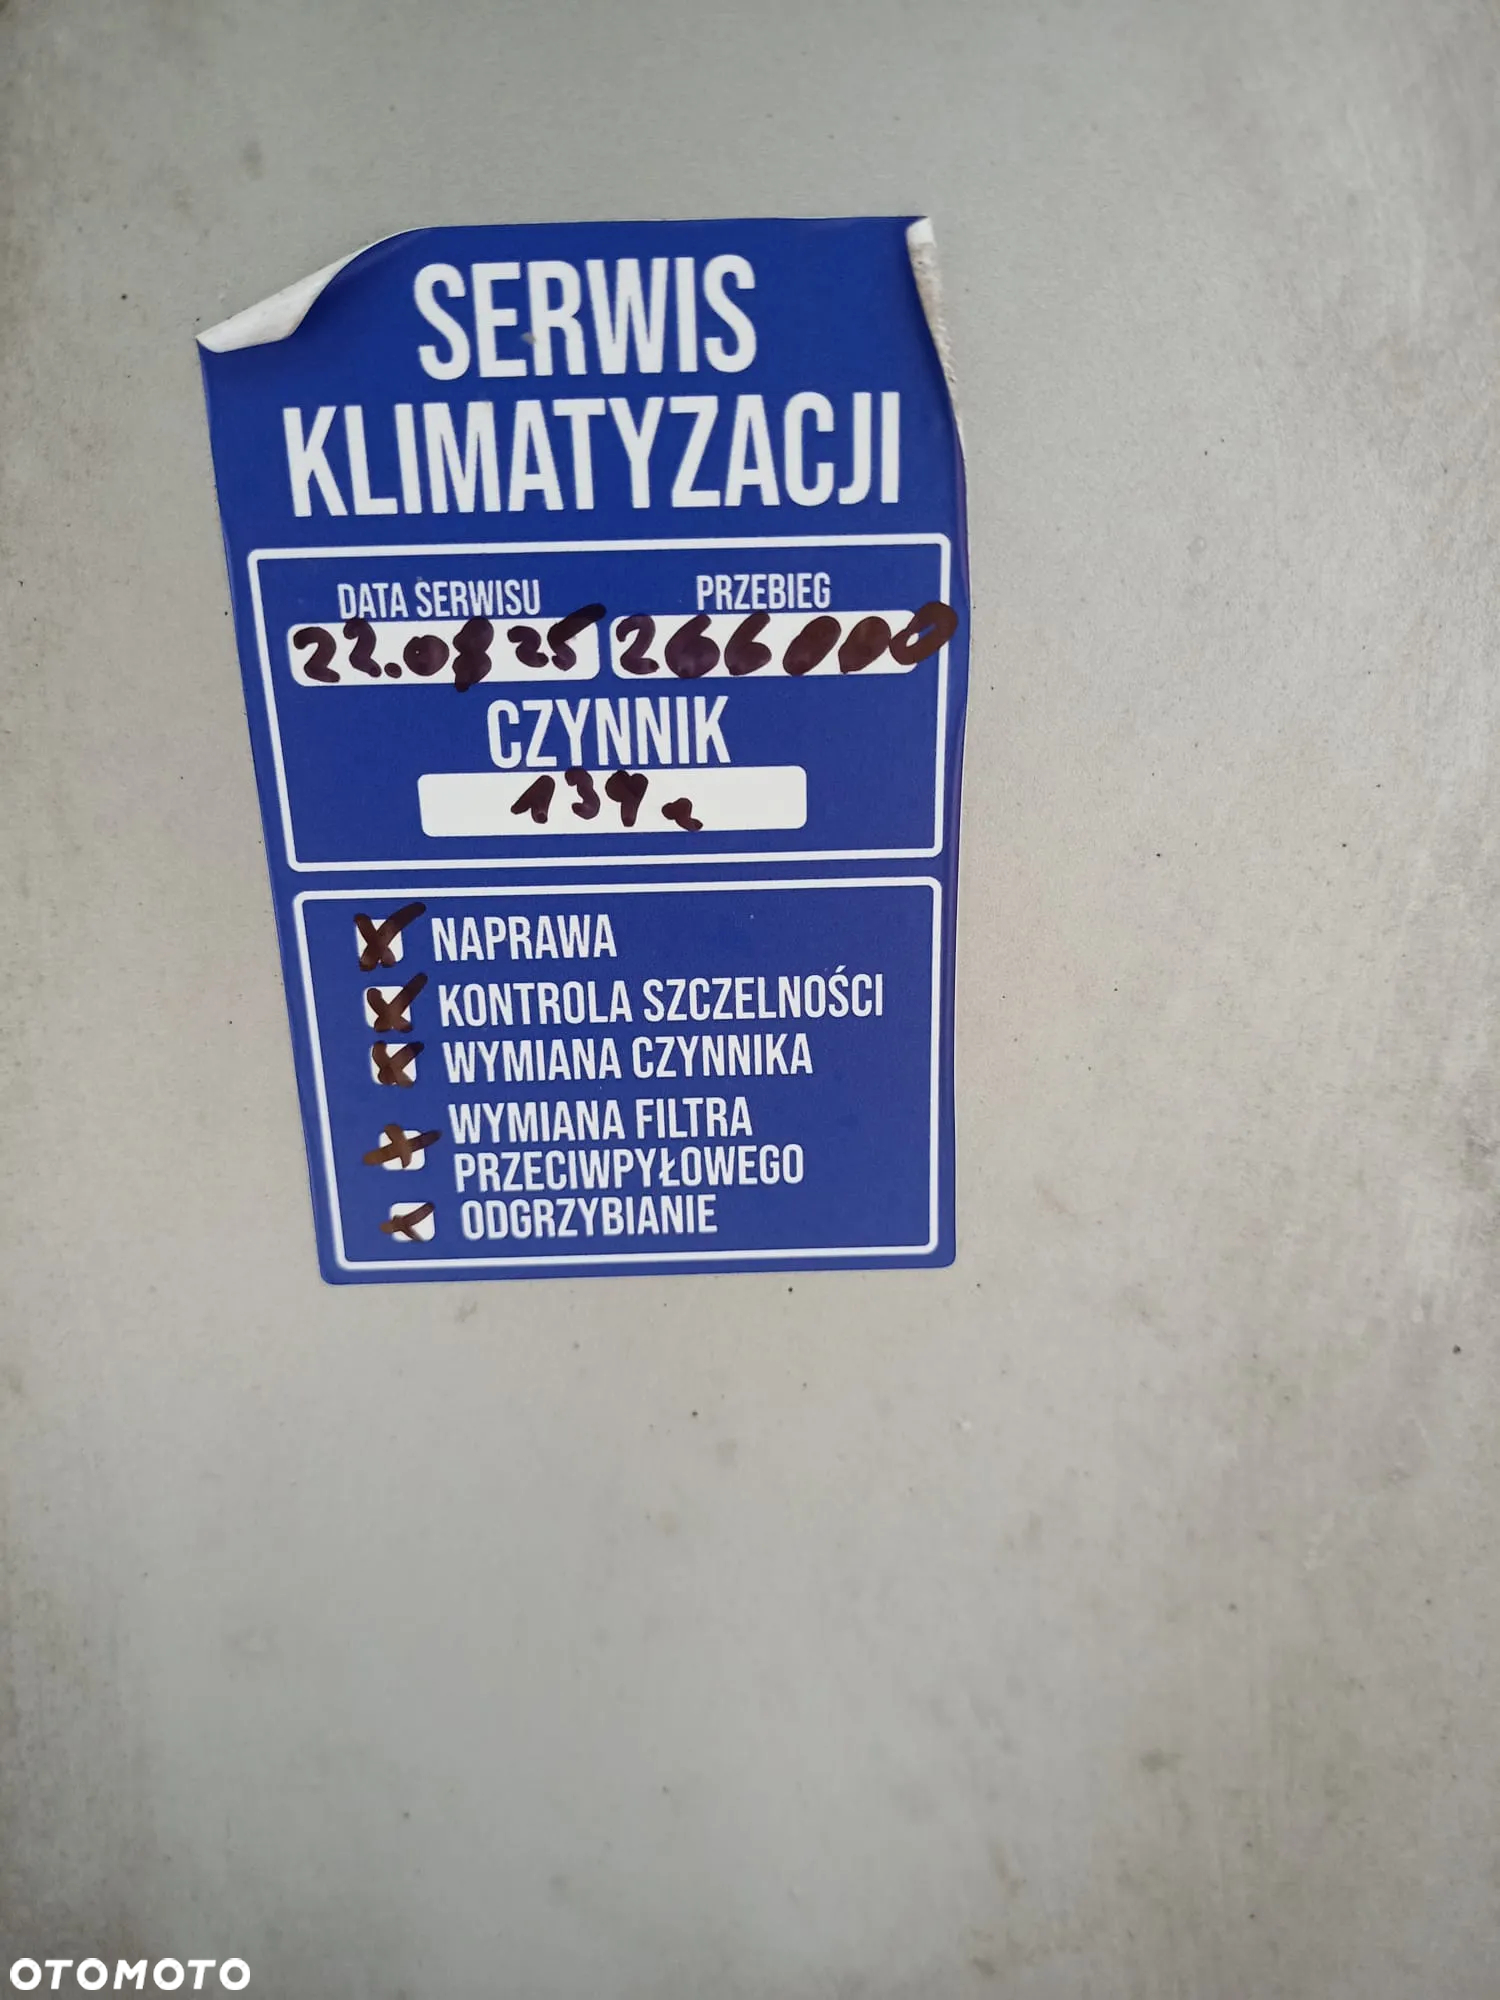 SERWIS
KLIMATYZACJI
DATA SERWISU PRZEBIEG
22.08 25 266000
CZYNNIK
134a
NAPRAWA
KONTROLA SZCZELNOŚCI
WYMIANA CZYNNIKA
WYMIANA FILTRA
PRZECIWPYŁOWEGO
ODGRZYBIANIE
OTOMOTO